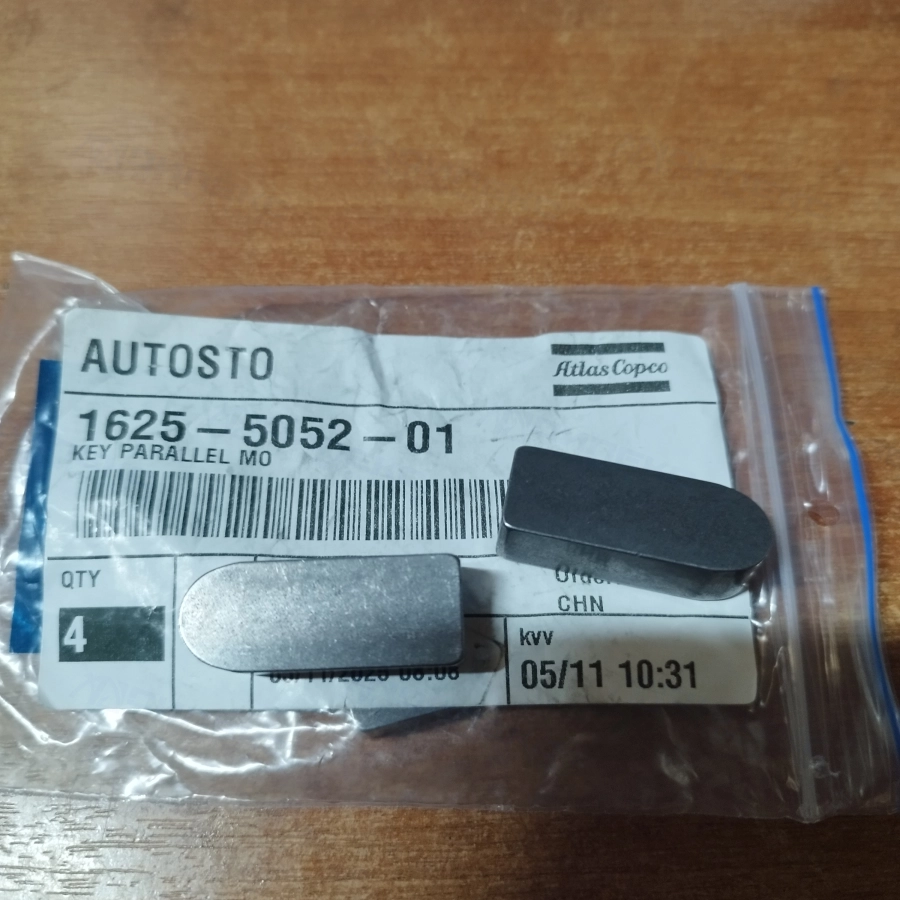 AUTOSTO
Atlas Copco
1625 – 5052 – 01
KEY PARALLEL MO
QTY
4
CHN
kvv
05/11 10:31